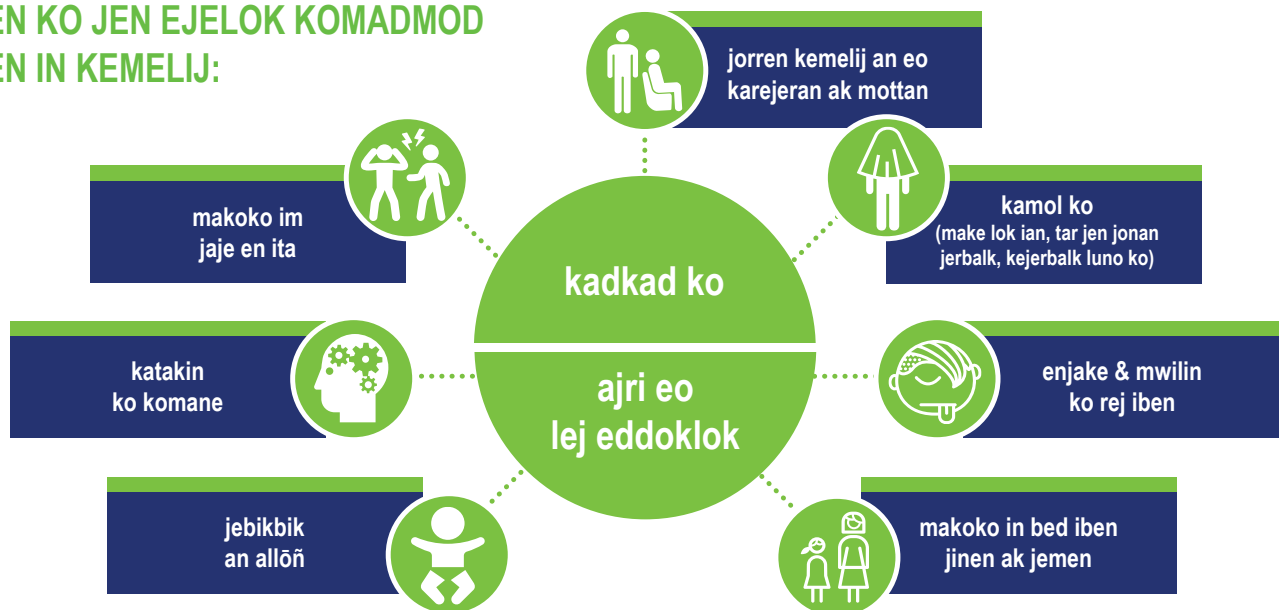 EN KO JEN EJELOK KOMADMOD
EN IN KEMELIJ:
jorren kemelij an eo
karejeran ak mottan
makoko im
jaje en ita
kamol ko
(make lok ian, tar jen jonan
jerbalk, kejerbalk luno ko)
kadkad ko
katakin
ko komane
ajri eo
lej eddoklok
enjake & mwilin
ko rej iben
jebikbik
an allōñ
makoko in bed iben
jinen ak jemen